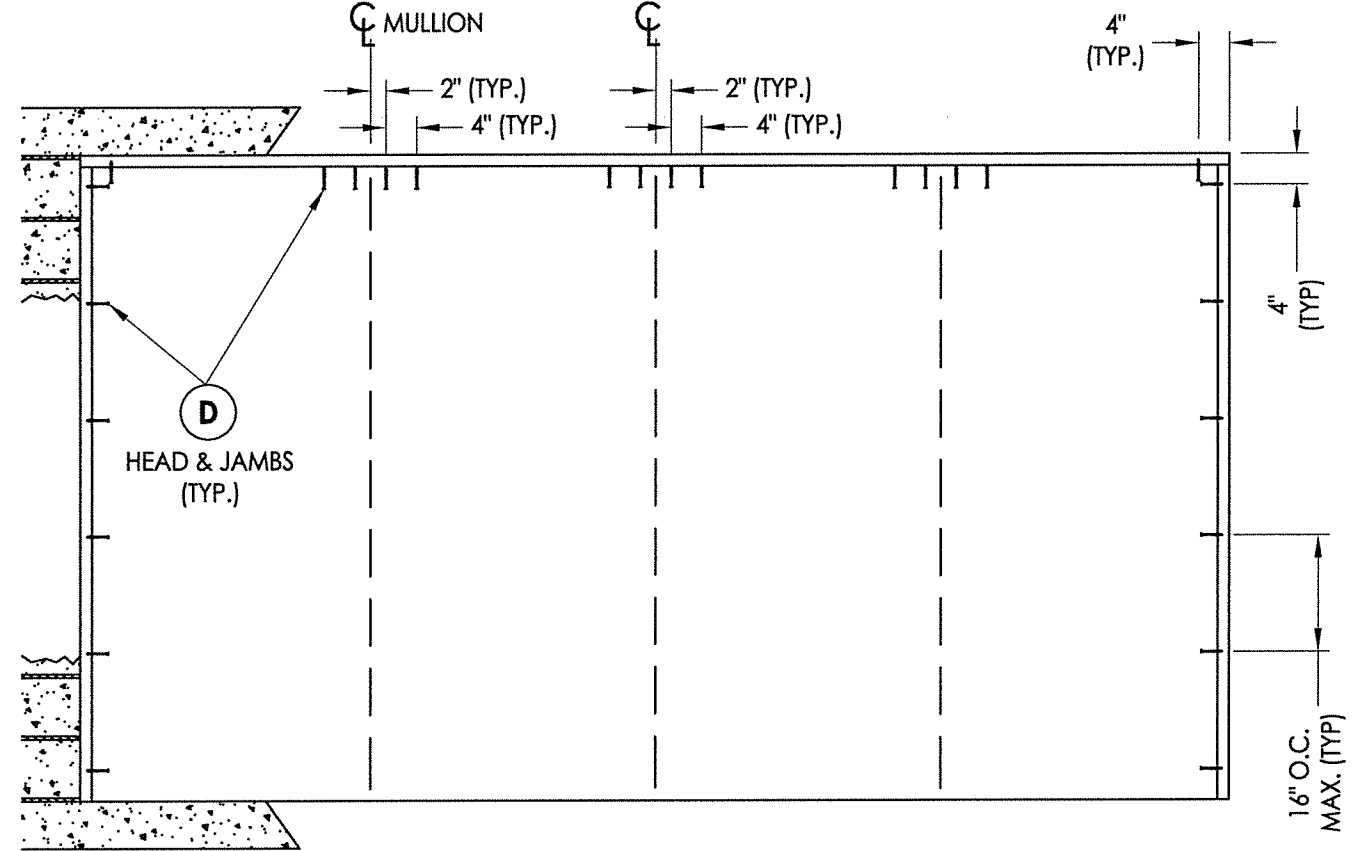 ℄ MULLION
℄
4"
(TYP.)
2" (TYP.)
2" (TYP.)
4" (TYP.)
4" (TYP.)
4"
(TYP)
D
HEAD & JAMBS
(TYP.)
16" O.C.
MAX. (TYP)